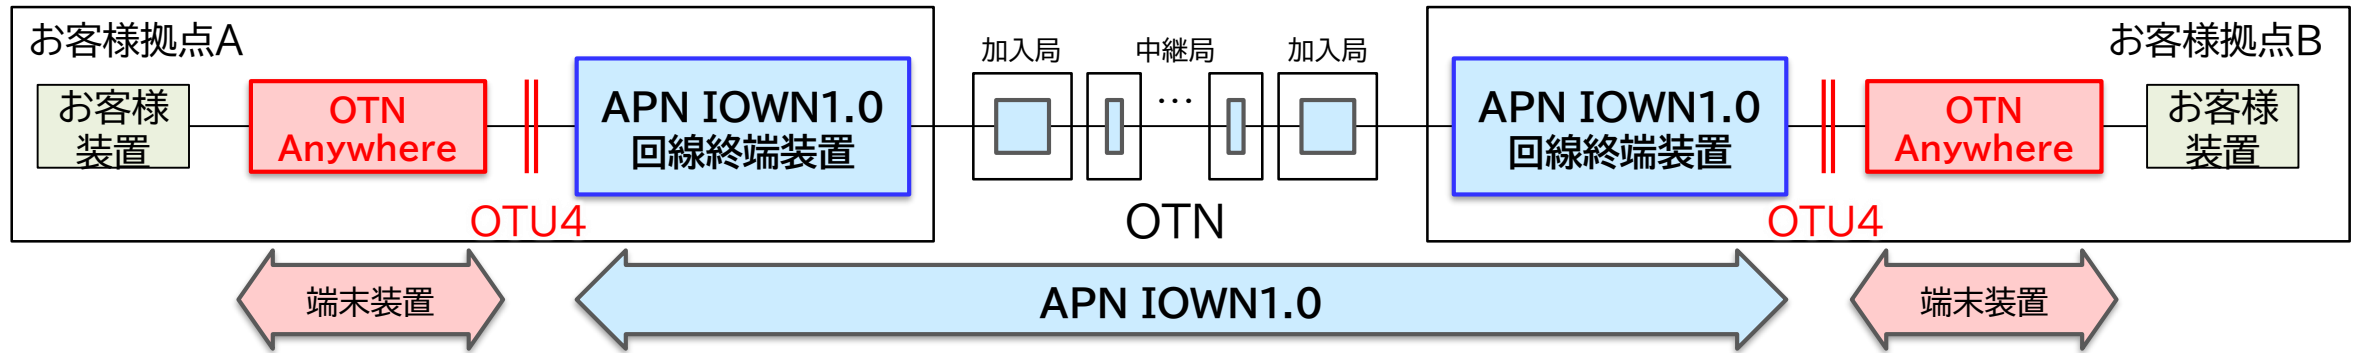 お客様拠点A
お客様
装置
OTN
Anywhere
OTU4
APN IOWN1.0
回線終端装置
加入局
中継局
…
加入局
OTN
お客様拠点B
APN IOWN1.0
回線終端装置
OTU4
OTN
Anywhere
お客様
装置
端末装置
APN IOWN1.0
端末装置